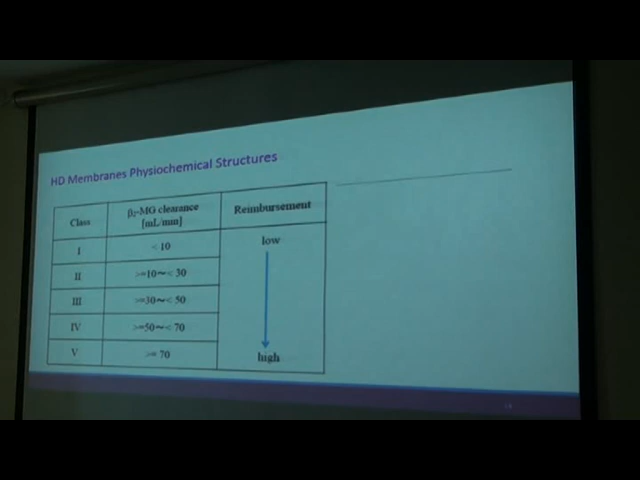 HD Membranes Physiochemical Structures
Class β₂-MG clearance [mL/min] Reimbursement
I < 10 low
II >=10~< 30
III >=30~< 50
IV >=50~< 70
V >= 70 high